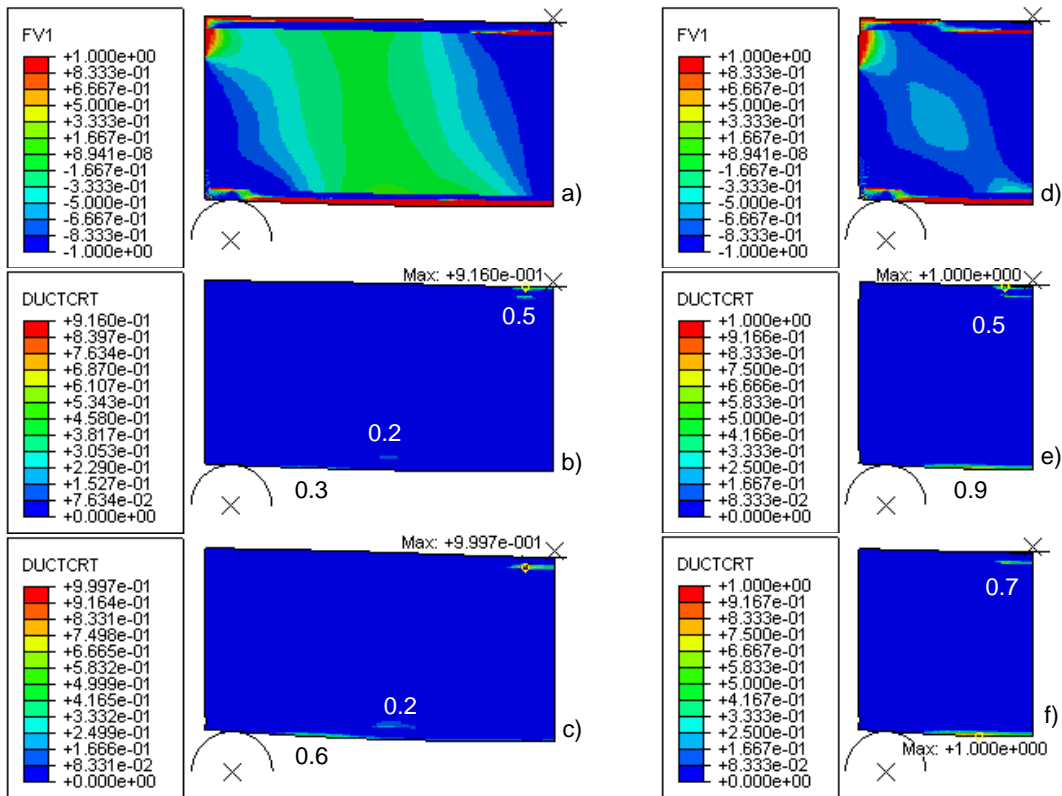 FV1
+1.000e+00
+8.333e-01
+6.667e-01
+5.000e-01
+3.333e-01
+1.667e-01
+8.941e-08
-1.667e-01
-3.333e-01
-5.000e-01
-6.667e-01
-8.333e-01
-1.000e+00
a)
FV1
+1.000e+00
+8.333e-01
+6.667e-01
+5.000e-01
+3.333e-01
+1.667e-01
+8.941e-08
-1.667e-01
-3.333e-01
-5.000e-01
-6.667e-01
-8.333e-01
-1.000e+00
d)
DUCTCRT
+9.160e-01
+8.397e-01
+7.634e-01
+6.870e-01
+6.107e-01
+5.343e-01
+4.580e-01
+3.817e-01
+3.053e-01
+2.290e-01
+1.527e-01
+7.634e-02
+0.000e+00
Max: +9.160e-001
0.5
0.2
0.3
b)
DUCTCRT
+1.000e+00
+9.166e-01
+8.333e-01
+7.500e-01
+6.666e-01
+5.833e-01
+5.000e-01
+4.166e-01
+3.333e-01
+2.500e-01
+1.667e-01
+8.333e-02
+0.000e+00
Max: +1.000e+000
0.5
0.9
e)
DUCTCRT
+9.997e-01
+9.164e-01
+8.331e-01
+7.498e-01
+6.665e-01
+5.832e-01
+4.999e-01
+4.165e-01
+3.332e-01
+2.499e-01
+1.666e-01
+8.331e-02
+0.000e+00
Max: +9.997e-001
0.2
0.6
c)
DUCTCRT
+1.000e+00
+9.167e-01
+8.333e-01
+7.500e-01
+6.667e-01
+5.833e-01
+5.000e-01
+4.167e-01
+3.333e-01
+2.500e-01
+1.667e-01
+8.333e-02
+0.000e+00
0.7
Max: +1.000e+000
f)